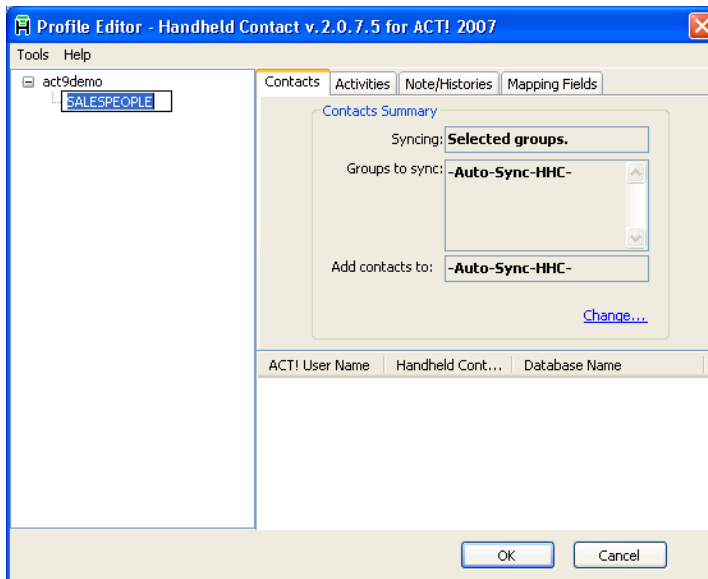 Profile Editor - Handheld Contact v.2.0.7.5 for ACT! 2007
Tools Help
act9demo
SALESPEOPLE
Contacts Activities Note/Histories Mapping Fields
Contacts Summary
Syncing: Selected groups.
Groups to sync: -Auto-Sync-HHC-
Add contacts to: -Auto-Sync-HHC-
Change...
ACT! User Name Handheld Cont... Database Name
OK Cancel